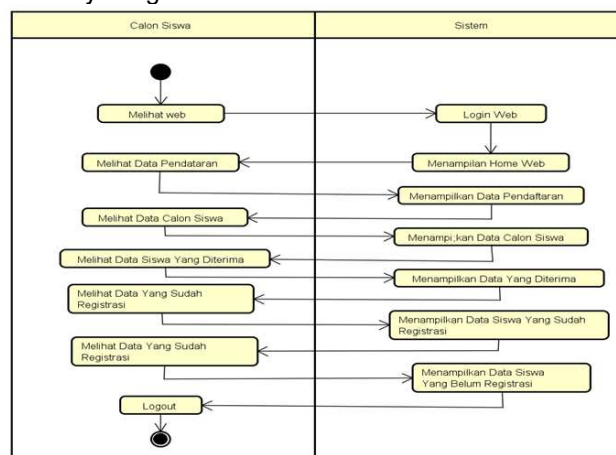 Calon Siswa
Sistem
Melihat web
Login Web
Melihat Data Pendataran
Menampilan Home Web
Menampilkan Data Pendaftaran
Melihat Data Calon Siswa
Menampi;kan Data Calon Siswa
Melihat Data Siswa Yang Diterima
Menampilkan Data Yang Diterima
Melihat Data Yang Sudah
Registrasi
Menampilkan Data Siswa Yang Sudah
Registrasi
Melihat Data Yang Sudah
Registrasi
Menampilkan Data Siswa
Yang Belum Registrasi
Logout